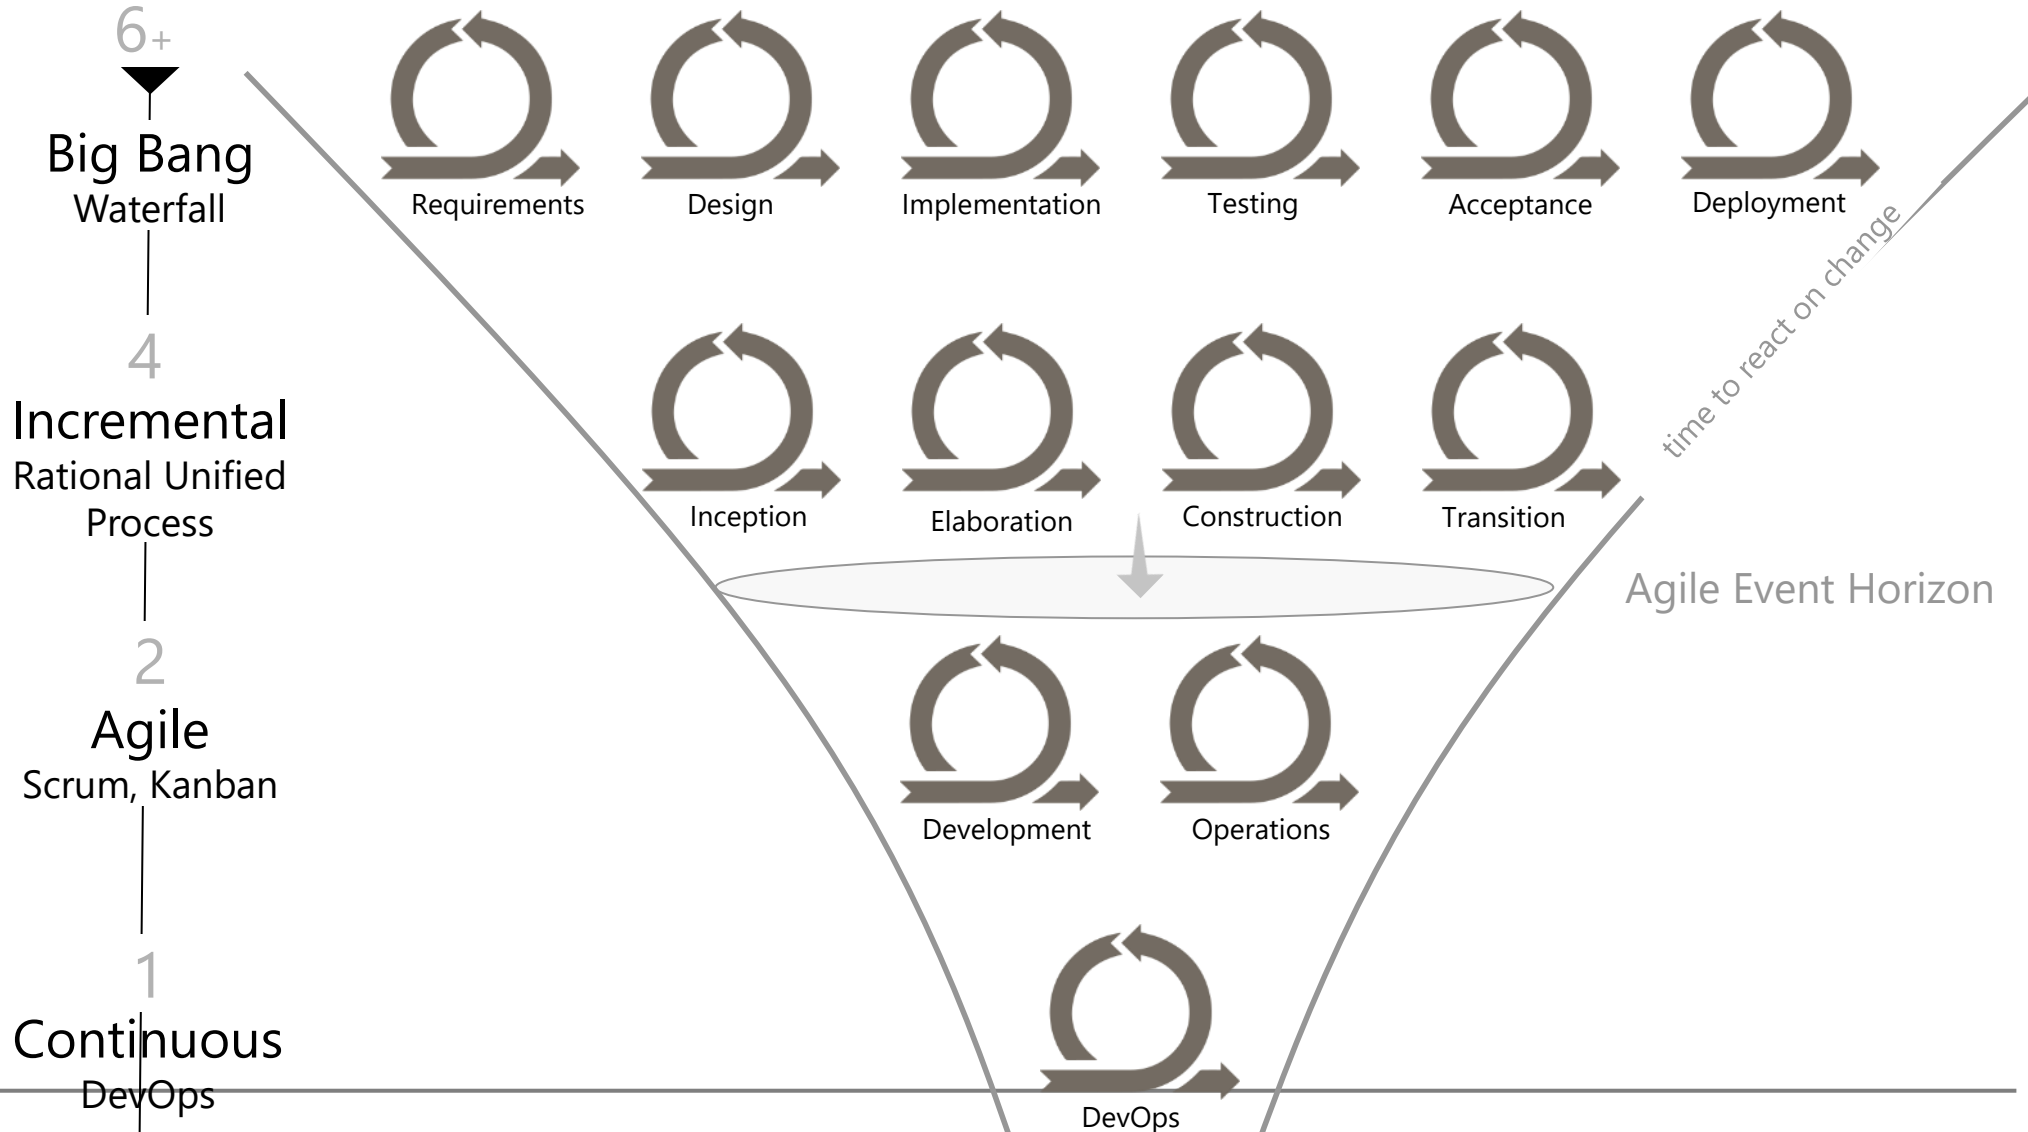 6+
Big Bang
Waterfall
Requirements
Design
Implementation
Testing
Acceptance
Deployment
time to react on change
4
Incremental
Rational Unified
Process
Inception
Elaboration
Construction
Transition
Agile Event Horizon
2
Agile
Scrum, Kanban
Development
Operations
1
Continuous
DevOps
DevOps